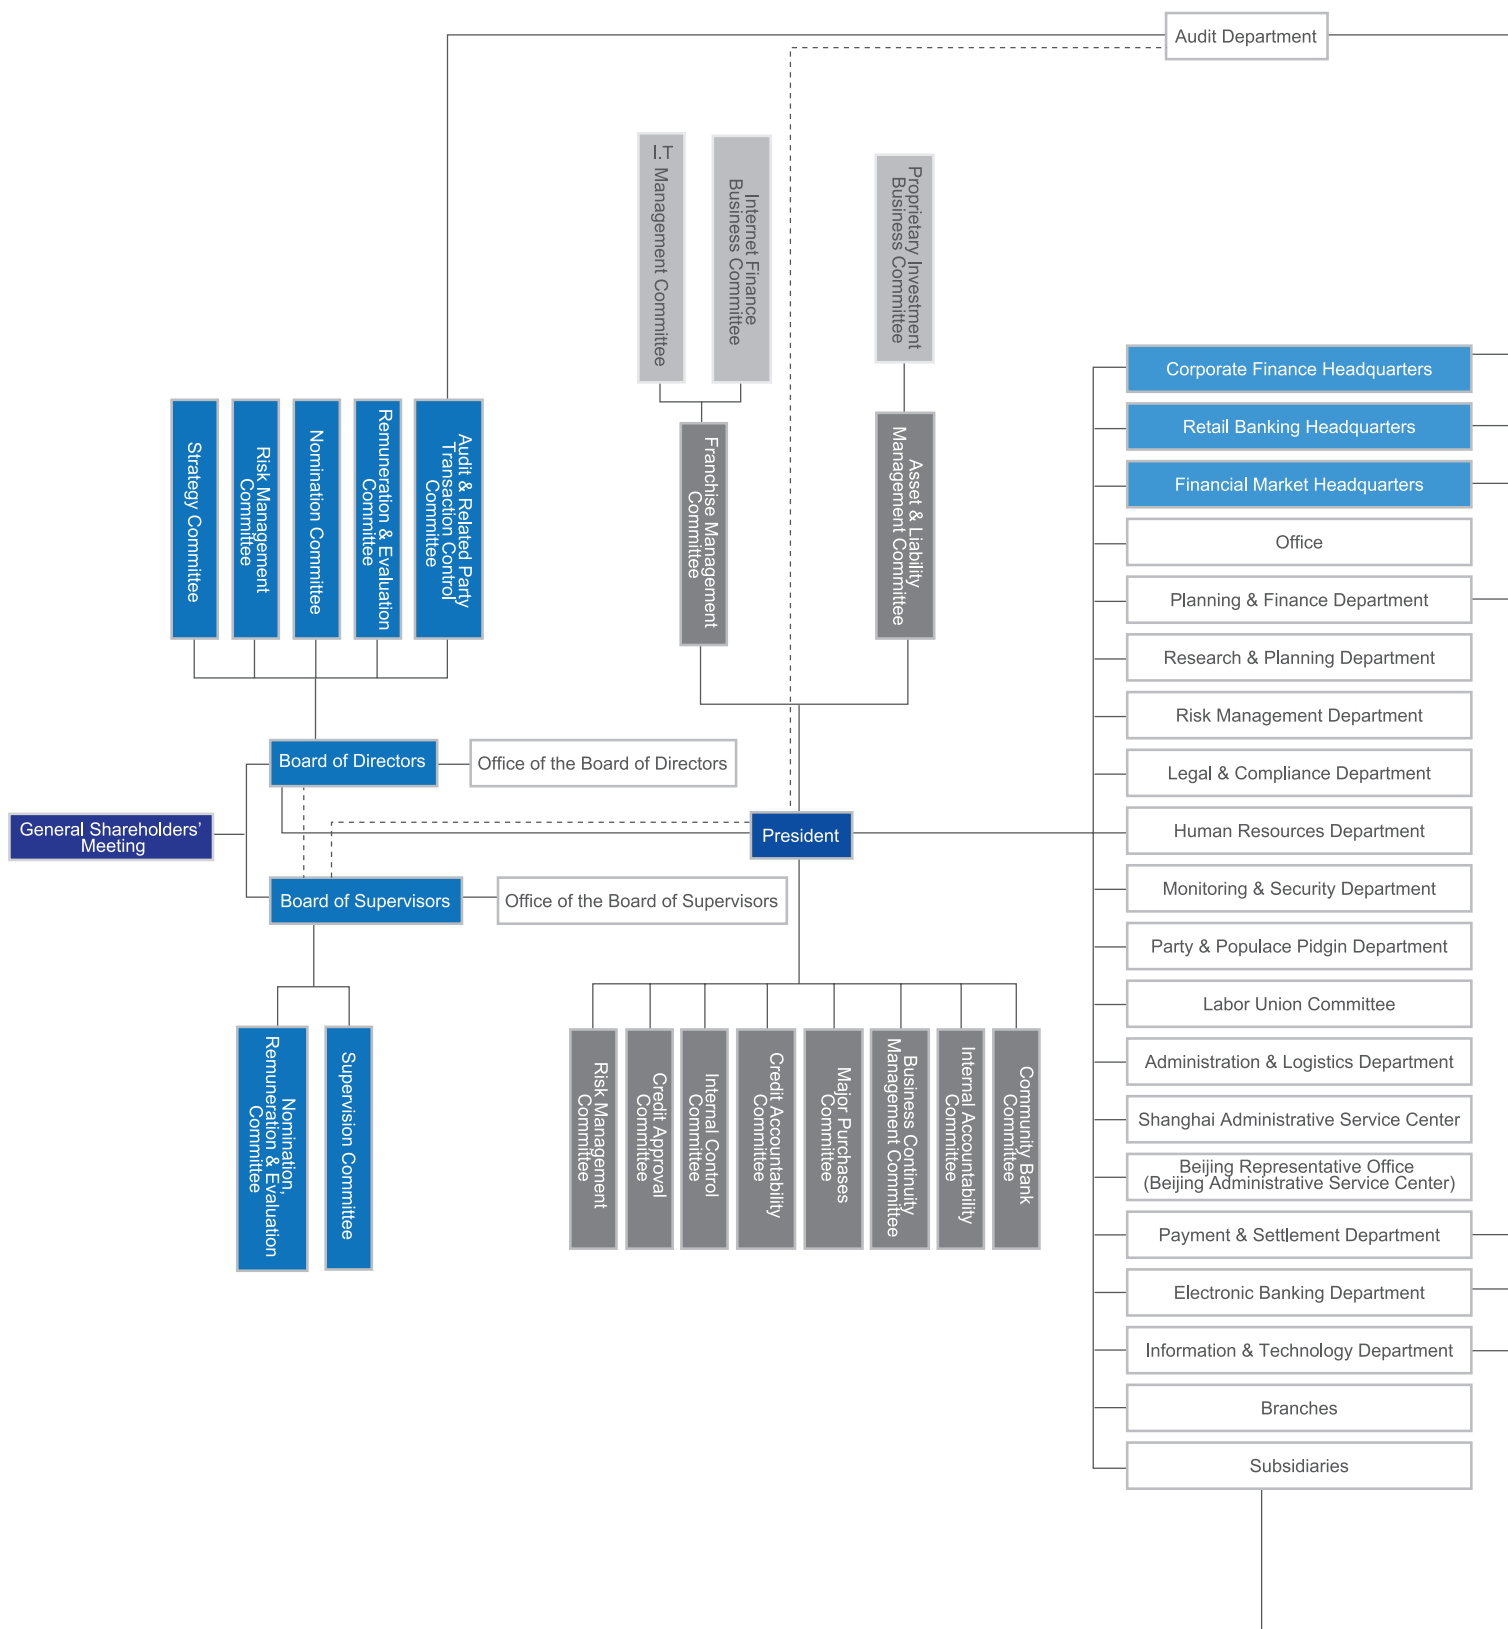 Audit Department
I.T. Management Committee
Internet Finance
Business Committee
Proprietary Investment
Business Committee
Strategy Committee
Risk Management
Committee
Nomination Committee
Remuneration & Evaluation
Committee
Audit & Related Party
Transaction Control
Committee
Franchise Management
Committee
Asset & Liability
Management Committee
Board of Directors
Office of the Board of Directors
General Shareholders'
Meeting
President
Board of Supervisors
Office of the Board of Supervisors
Nomination,
Remuneration & Evaluation
Committee
Supervision Committee
Risk Management
Committee
Credit Approval
Committee
Internal Control
Committee
Credit Accountability
Committee
Major Purchases
Committee
Business Continuity
Management Committee
Internal Accountability
Committee
Community Bank
Committee
Corporate Finance Headquarters
Retail Banking Headquarters
Financial Market Headquarters
Office
Planning & Finance Department
Research & Planning Department
Risk Management Department
Legal & Compliance Department
Human Resources Department
Monitoring & Security Department
Party & Populace Pidgin Department
Labor Union Committee
Administration & Logistics Department
Shanghai Administrative Service Center
Beijing Representative Office
(Beijing Administrative Service Center)
Payment & Settlement Department
Electronic Banking Department
Information & Technology Department
Branches
Subsidiaries